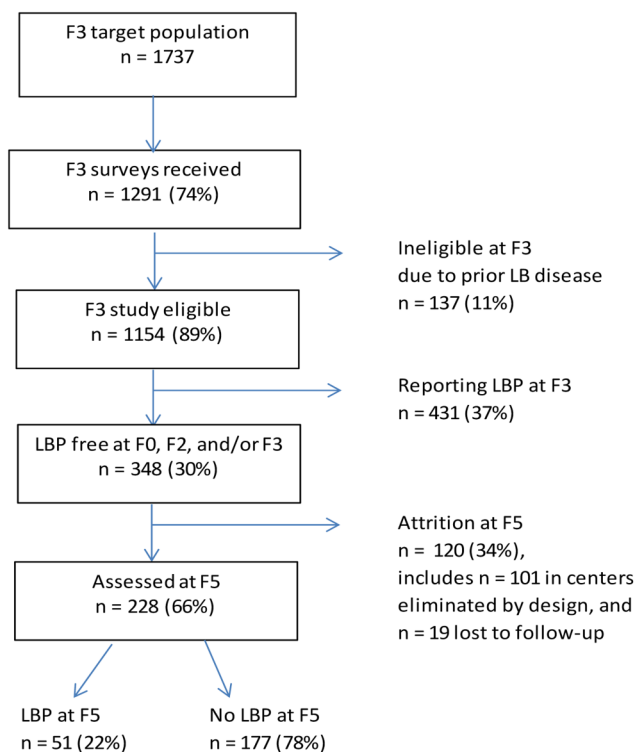 F3 target population
n = 1737
F3 surveys received
n = 1291 (74%)
Ineligible at F3
due to prior LB disease
n = 137 (11%)
F3 study eligible
n = 1154 (89%)
Reporting LBP at F3
n = 431 (37%)
LBP free at F0, F2, and/or F3
n = 348 (30%)
Attrition at F5
n = 120 (34%),
includes n = 101 in centers
eliminated by design, and
n = 19 lost to follow-up
Assessed at F5
n = 228 (66%)
LBP at F5
n = 51 (22%)
No LBP at F5
n = 177 (78%)